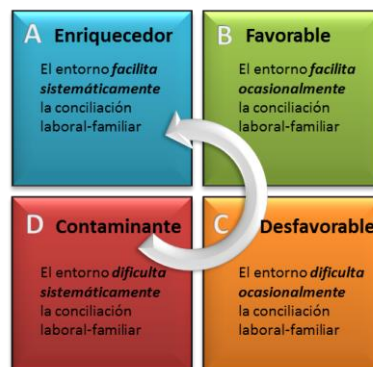 A Enriquecedor
El entorno facilita
sistemáticamente
la conciliación
laboral-familiar
B Favorable
El entorno facilita
ocasionalmente
la conciliación
laboral-familiar
D Contaminante
El entorno dificulta
sistemáticamente
la conciliación
laboral-familiar
C Desfavorable
El entorno dificulta
ocasionalmente
la conciliación
laboral-familiar